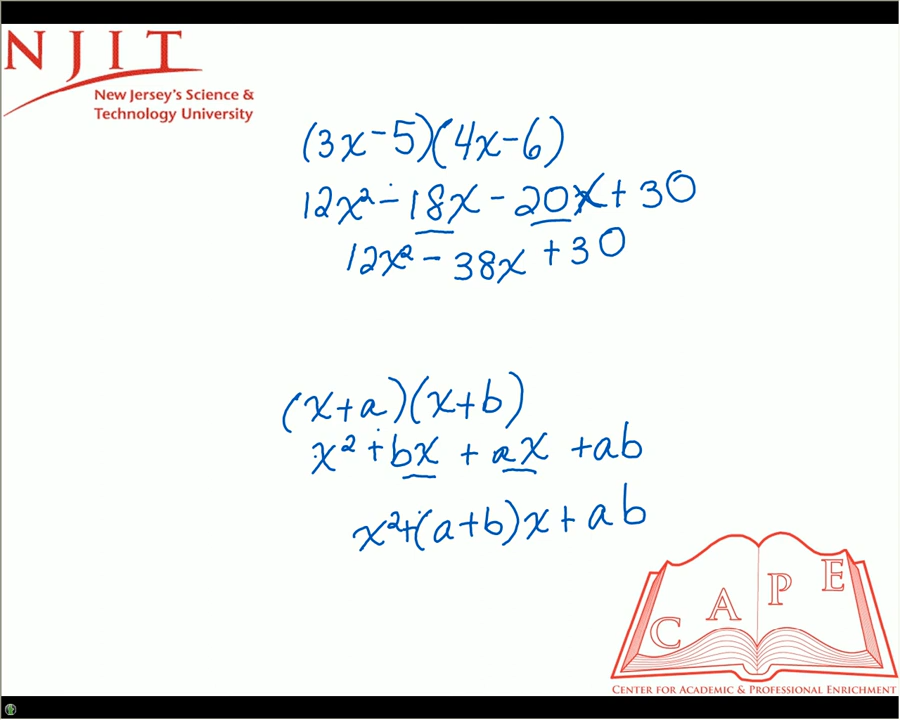 NJIT
New Jersey's Science &
Technology University
(3x-5)(4x-6)
12x² - 18x - 20x + 30
12x² - 38x + 30
(x+a)(x+b)
x² + bx + ax + ab
x² + (a+b)x + ab
CAPE
CENTER FOR ACADEMIC & PROFESSIONAL ENRICHMENT